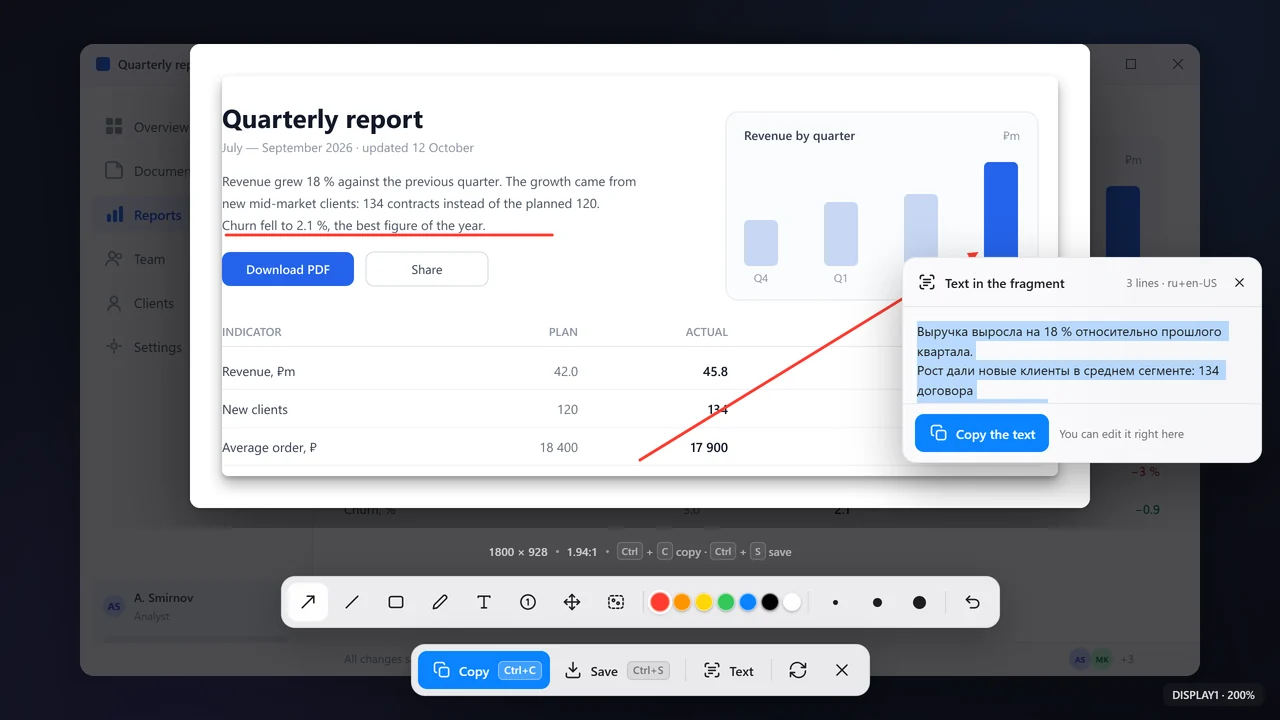 Quarterly rep
Overview
Documen
Reports
Team
Clients
Settings
A. Smirnov
AS
Analyst
Quarterly report
July — September 2026 · updated 12 October
Revenue grew 18 % against the previous quarter. The growth came from
new mid-market clients: 134 contracts instead of the planned 120.
Churn fell to 2.1 %, the best figure of the year.
Download PDF
Share
Revenue by quarter
₽m
Q4
Q1
₽m
INDICATOR PLAN ACTUAL
Revenue, ₽m 42.0 45.8
New clients 120 134
Average order, ₽ 18 400 17 900
−3 %
Churn, % 3.0 2.1 −0.9
Text in the fragment
3 lines · ru+en-US
Выручка выросла на 18 % относительно прошлого
квартала.
Рост дали новые клиенты в среднем сегменте: 134
договора
Copy the text
You can edit it right here
1800 × 928 • 1.94:1 • Ctrl + C copy · Ctrl + S save
T
1
Copy Ctrl+C
Save Ctrl+S
Text
All changes s
AS MK +3
DISPLAY1 · 200%